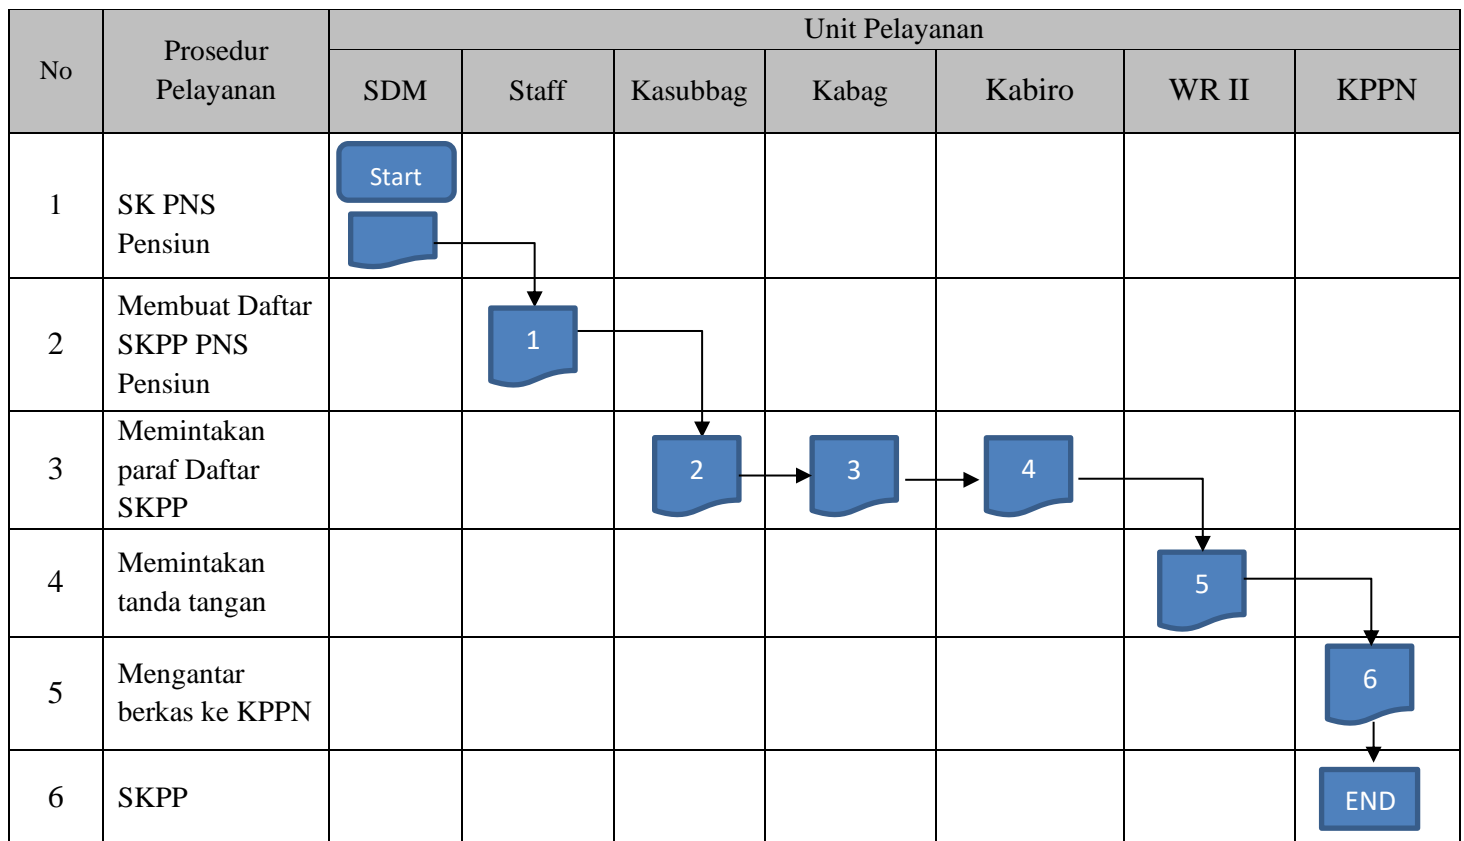 No
Prosedur
Pelayanan
Unit Pelayanan
SDM
Staff
Kasubbag
Kabag
Kabiro
WR II
KPPN
1
SK PNS
Pensiun
Start
2
Membuat Daftar
SKPP PNS
Pensiun
1
3
Memintakan
paraf Daftar
SKPP
2
3
4
4
Memintakan
tanda tangan
5
5
Mengantar
berkas ke KPPN
6
6
SKPP
END